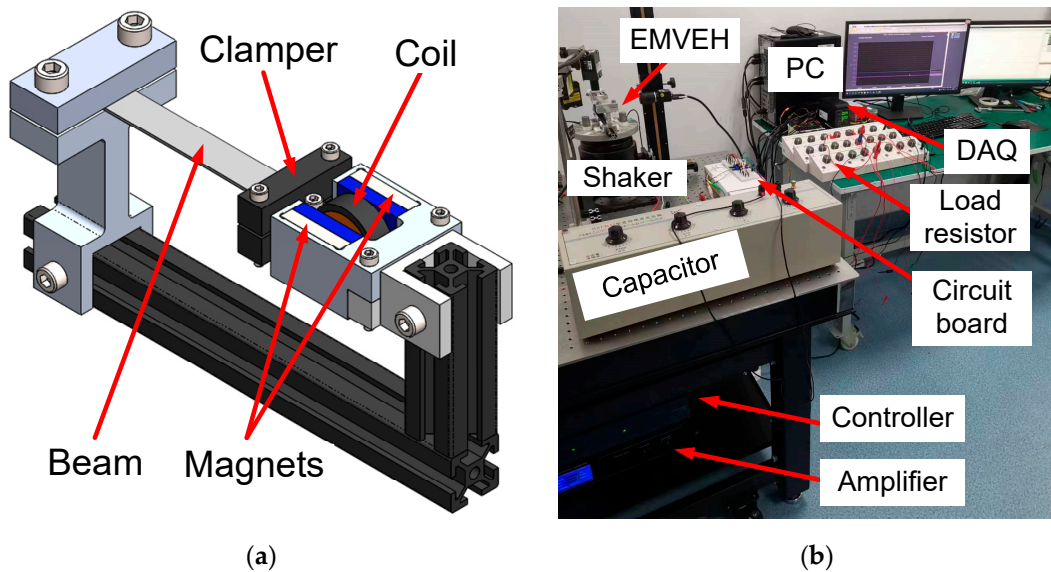 Clamper
Coil
Beam
Magnets
(a)
EMVEH
PC
DAQ
Shaker
Load
resistor
Capacitor
Circuit
board
Controller
Amplifier
(b)